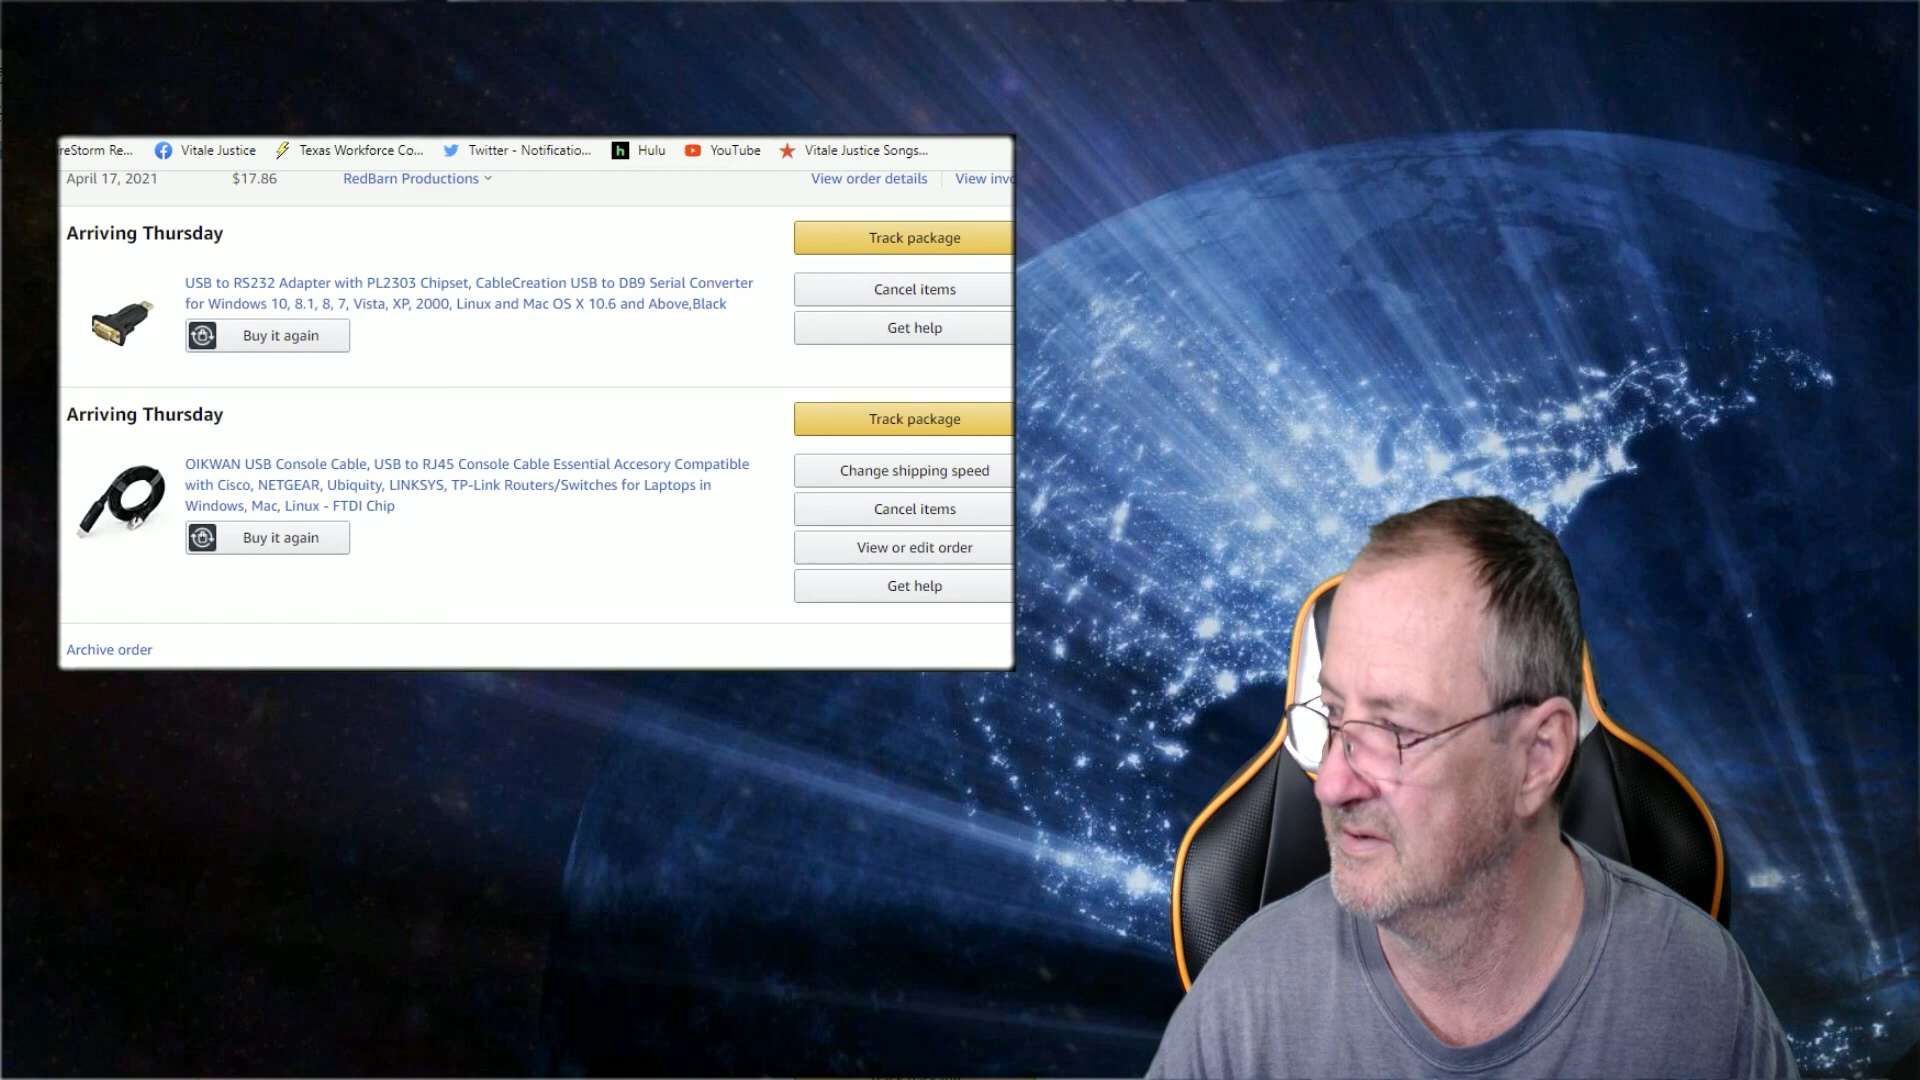 ireStorm Re... Vitale Justice Texas Workforce Co... Twitter - Notificatio... Hulu YouTube Vitale Justice Songs...
April 17, 2021 $17.86 RedBarn Productions View order details View invo
Arriving Thursday
Track package
USB to RS232 Adapter with PL2303 Chipset, CableCreation USB to DB9 Serial Converter
for Windows 10, 8.1, 8, 7, Vista, XP, 2000, Linux and Mac OS X 10.6 and Above,Black
Cancel items
Buy it again
Get help
Arriving Thursday
Track package
OIKWAN USB Console Cable, USB to RJ45 Console Cable Essential Accesory Compatible
with Cisco, NETGEAR, Ubiquity, LINKSYS, TP-Link Routers/Switches for Laptops in
Windows, Mac, Linux - FTDI Chip
Change shipping speed
Cancel items
Buy it again
View or edit order
Get help
Archive order